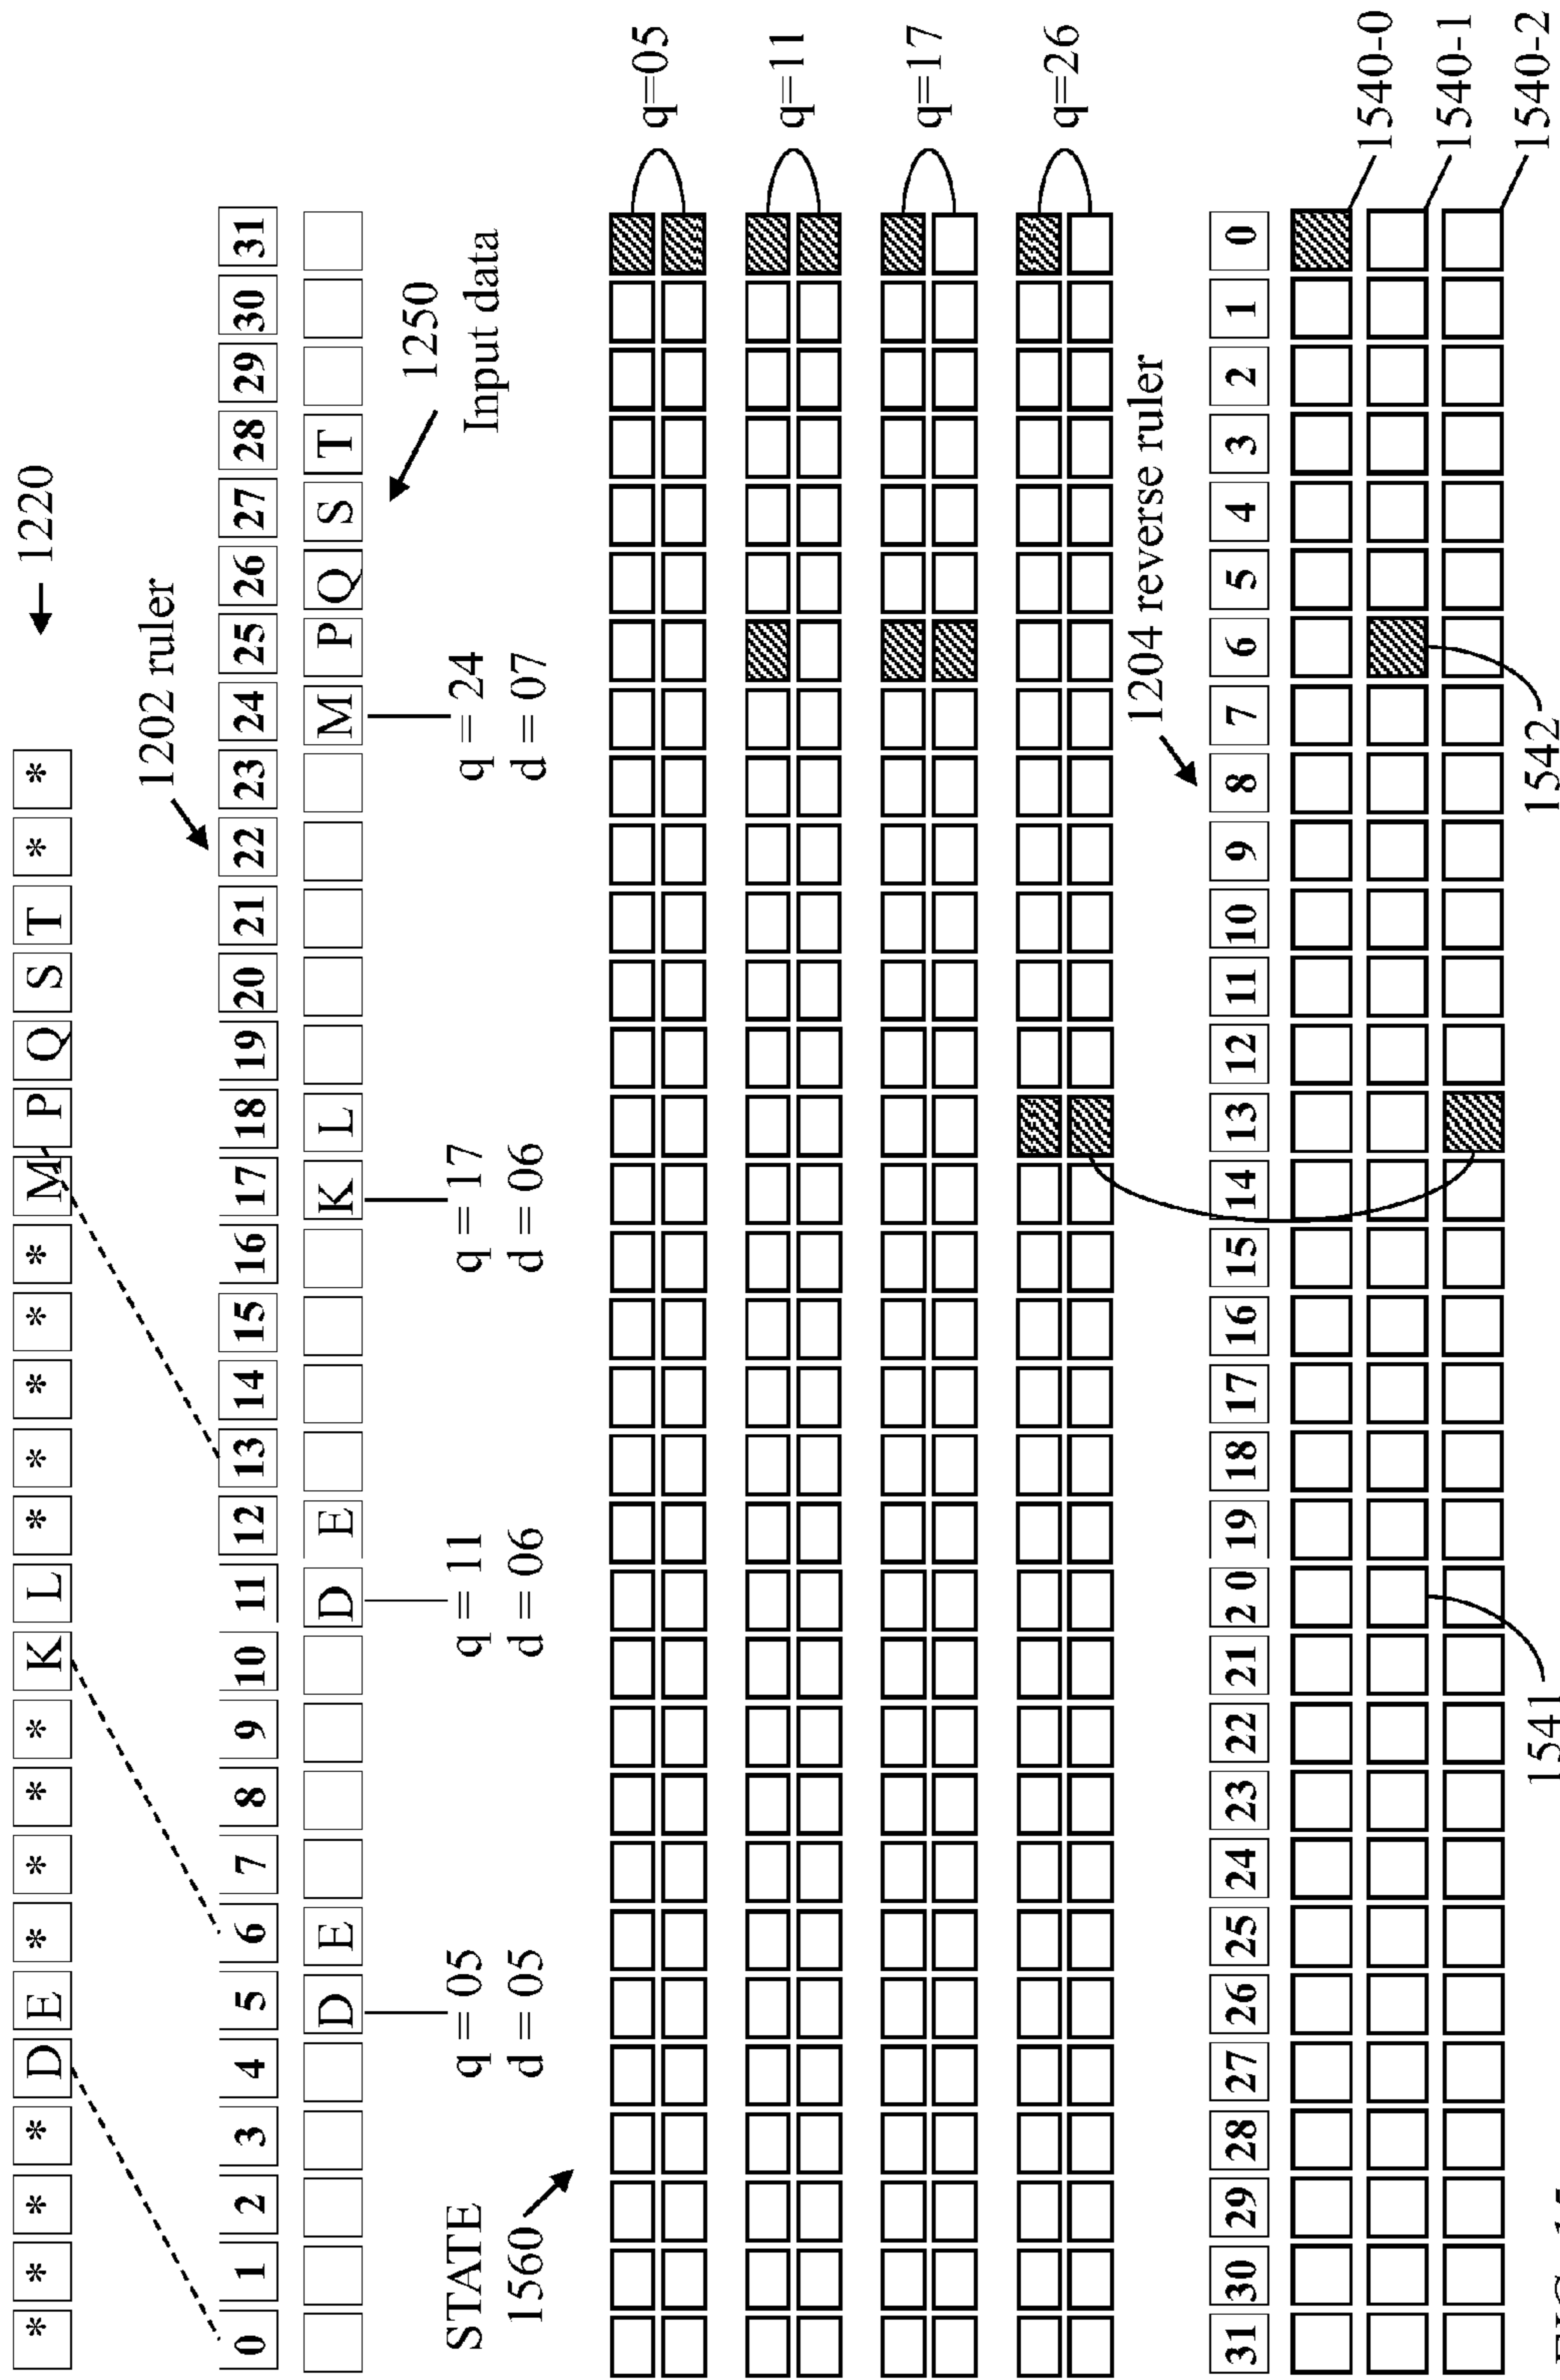 * * * * D E * * * * K L * * * * * M P Q S T * *
1220
1202 ruler
0 1 2 3 4 5 6 7 8 9 10 11 12 13 14 15 16 17 18 19 20 21 22 23 24 25 26 27 28 29 30 31
D E D E K L M P Q S T
1250
Input data
q = 05
d = 05
q = 11
d = 06
q = 17
d = 06
q = 24
d = 07
STATE
1560
q=05
q=11
q=17
q=26
1204 reverse ruler
31 30 29 28 27 26 25 24 23 22 21 2 0 19 18 17 16 15 14 13 12 11 10 9 8 7 6 5 4 3 2 1 0
1540-0
1540-1
1540-2
1541
1542
FIG. 15